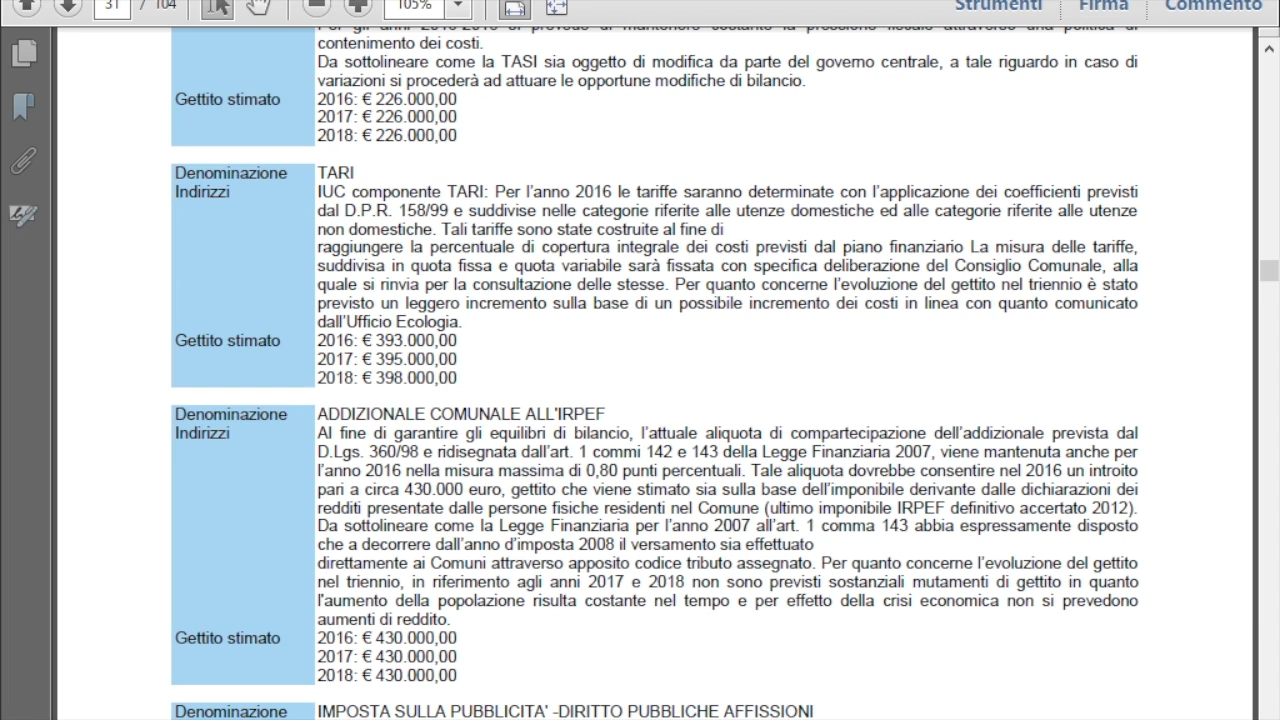 31 / 104 105% Strumenti Firma Commento
Per gli anni 2016-2018 si prevede di mantenere costante la pressione fiscale attraverso una politica di
contenimento dei costi.
Da sottolineare come la TASI sia oggetto di modifica da parte del governo centrale, a tale riguardo in caso di
variazioni si procederà ad attuare le opportune modifiche di bilancio.
Gettito stimato 2016: € 226.000,00
2017: € 226.000,00
2018: € 226.000,00
Denominazione TARI
Indirizzi IUC componente TARI: Per l'anno 2016 le tariffe saranno determinate con l'applicazione dei coefficienti previsti
dal D.P.R. 158/99 e suddivise nelle categorie riferite alle utenze domestiche ed alle categorie riferite alle utenze
non domestiche. Tali tariffe sono state costruite al fine di
raggiungere la percentuale di copertura integrale dei costi previsti dal piano finanziario La misura delle tariffe,
suddivisa in quota fissa e quota variabile sarà fissata con specifica deliberazione del Consiglio Comunale, alla
quale si rinvia per la consultazione delle stesse. Per quanto concerne l'evoluzione del gettito nel triennio è stato
previsto un leggero incremento sulla base di un possibile incremento dei costi in linea con quanto comunicato
dall'Ufficio Ecologia.
Gettito stimato 2016: € 393.000,00
2017: € 395.000,00
2018: € 398.000,00
Denominazione ADDIZIONALE COMUNALE ALL'IRPEF
Indirizzi Al fine di garantire gli equilibri di bilancio, l'attuale aliquota di compartecipazione dell'addizionale prevista dal
D.Lgs. 360/98 e ridisegnata dall'art. 1 commi 142 e 143 della Legge Finanziaria 2007, viene mantenuta anche per
l'anno 2016 nella misura massima di 0,80 punti percentuali. Tale aliquota dovrebbe consentire nel 2016 un introito
pari a circa 430.000 euro, gettito che viene stimato sia sulla base dell'imponibile derivante dalle dichiarazioni dei
redditi presentate dalle persone fisiche residenti nel Comune (ultimo imponibile IRPEF definitivo accertato 2012).
Da sottolineare come la Legge Finanziaria per l'anno 2007 all'art. 1 comma 143 abbia espressamente disposto
che a decorrere dall'anno d'imposta 2008 il versamento sia effettuato
direttamente ai Comuni attraverso apposito codice tributo assegnato. Per quanto concerne l'evoluzione del gettito
nel triennio, in riferimento agli anni 2017 e 2018 non sono previsti sostanziali mutamenti di gettito in quanto
l'aumento della popolazione risulta costante nel tempo e per effetto della crisi economica non si prevedono
aumenti di reddito.
Gettito stimato 2016: € 430.000,00
2017: € 430.000,00
2018: € 430.000,00
Denominazione IMPOSTA SULLA PUBBLICITA' -DIRITTO PUBBLICHE AFFISSIONI